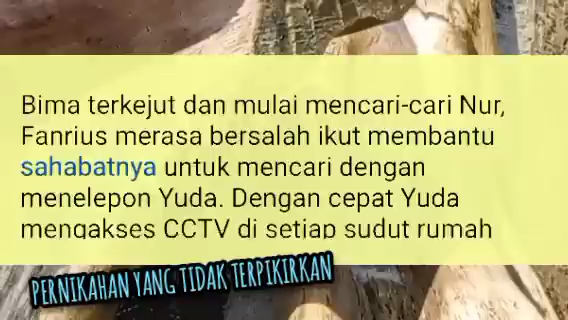 Bima terkejut dan mulai mencari-cari Nur,
Fanrius merasa bersalah ikut membantu
sahabatnya untuk mencari dengan
menelepon Yuda. Dengan cepat Yuda
mengakses CCTV di setiap sudut rumah
PERNIKAHAN YANG TIDAK TERPIKIRKAN